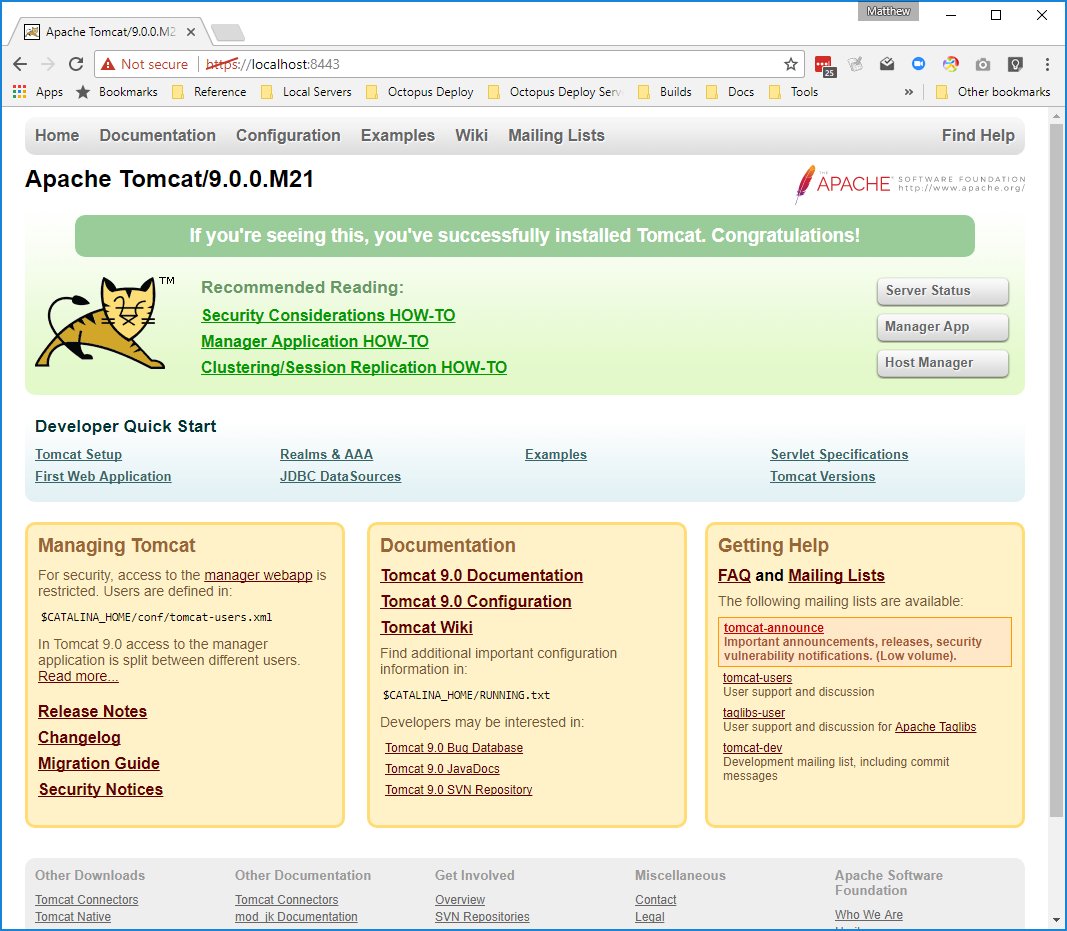 Matthew
Apache Tomcat/9.0.0.M2
Not secure https://localhost:8443
25
Apps Bookmarks Reference Local Servers Octopus Deploy Octopus Deploy Serv Builds Docs Tools » Other bookmarks
Home Documentation Configuration Examples Wiki Mailing Lists Find Help
Apache Tomcat/9.0.0.M21
THE APACHE SOFTWARE FOUNDATION
http://www.apache.org/
If you're seeing this, you've successfully installed Tomcat. Congratulations!
TM
Recommended Reading:
Security Considerations HOW-TO
Manager Application HOW-TO
Clustering/Session Replication HOW-TO
Server Status
Manager App
Host Manager
Developer Quick Start
Tomcat Setup
First Web Application
Realms & AAA
JDBC DataSources
Examples
Servlet Specifications
Tomcat Versions
Managing Tomcat
For security, access to the manager webapp is
restricted. Users are defined in:
$CATALINA_HOME/conf/tomcat-users.xml
In Tomcat 9.0 access to the manager
application is split between different users.
Read more...
Release Notes
Changelog
Migration Guide
Security Notices
Documentation
Tomcat 9.0 Documentation
Tomcat 9.0 Configuration
Tomcat Wiki
Find additional important configuration
information in:
$CATALINA_HOME/RUNNING.txt
Developers may be interested in:
Tomcat 9.0 Bug Database
Tomcat 9.0 JavaDocs
Tomcat 9.0 SVN Repository
Getting Help
FAQ and Mailing Lists
The following mailing lists are available:
tomcat-announce
Important announcements, releases, security
vulnerability notifications. (Low volume).
tomcat-users
User support and discussion
taglibs-user
User support and discussion for Apache Taglibs
tomcat-dev
Development mailing list, including commit
messages
Other Downloads
Tomcat Connectors
Tomcat Native
Other Documentation
Tomcat Connectors
mod_jk Documentation
Get Involved
Overview
SVN Repositories
Miscellaneous
Contact
Legal
Apache Software
Foundation
Who We Are